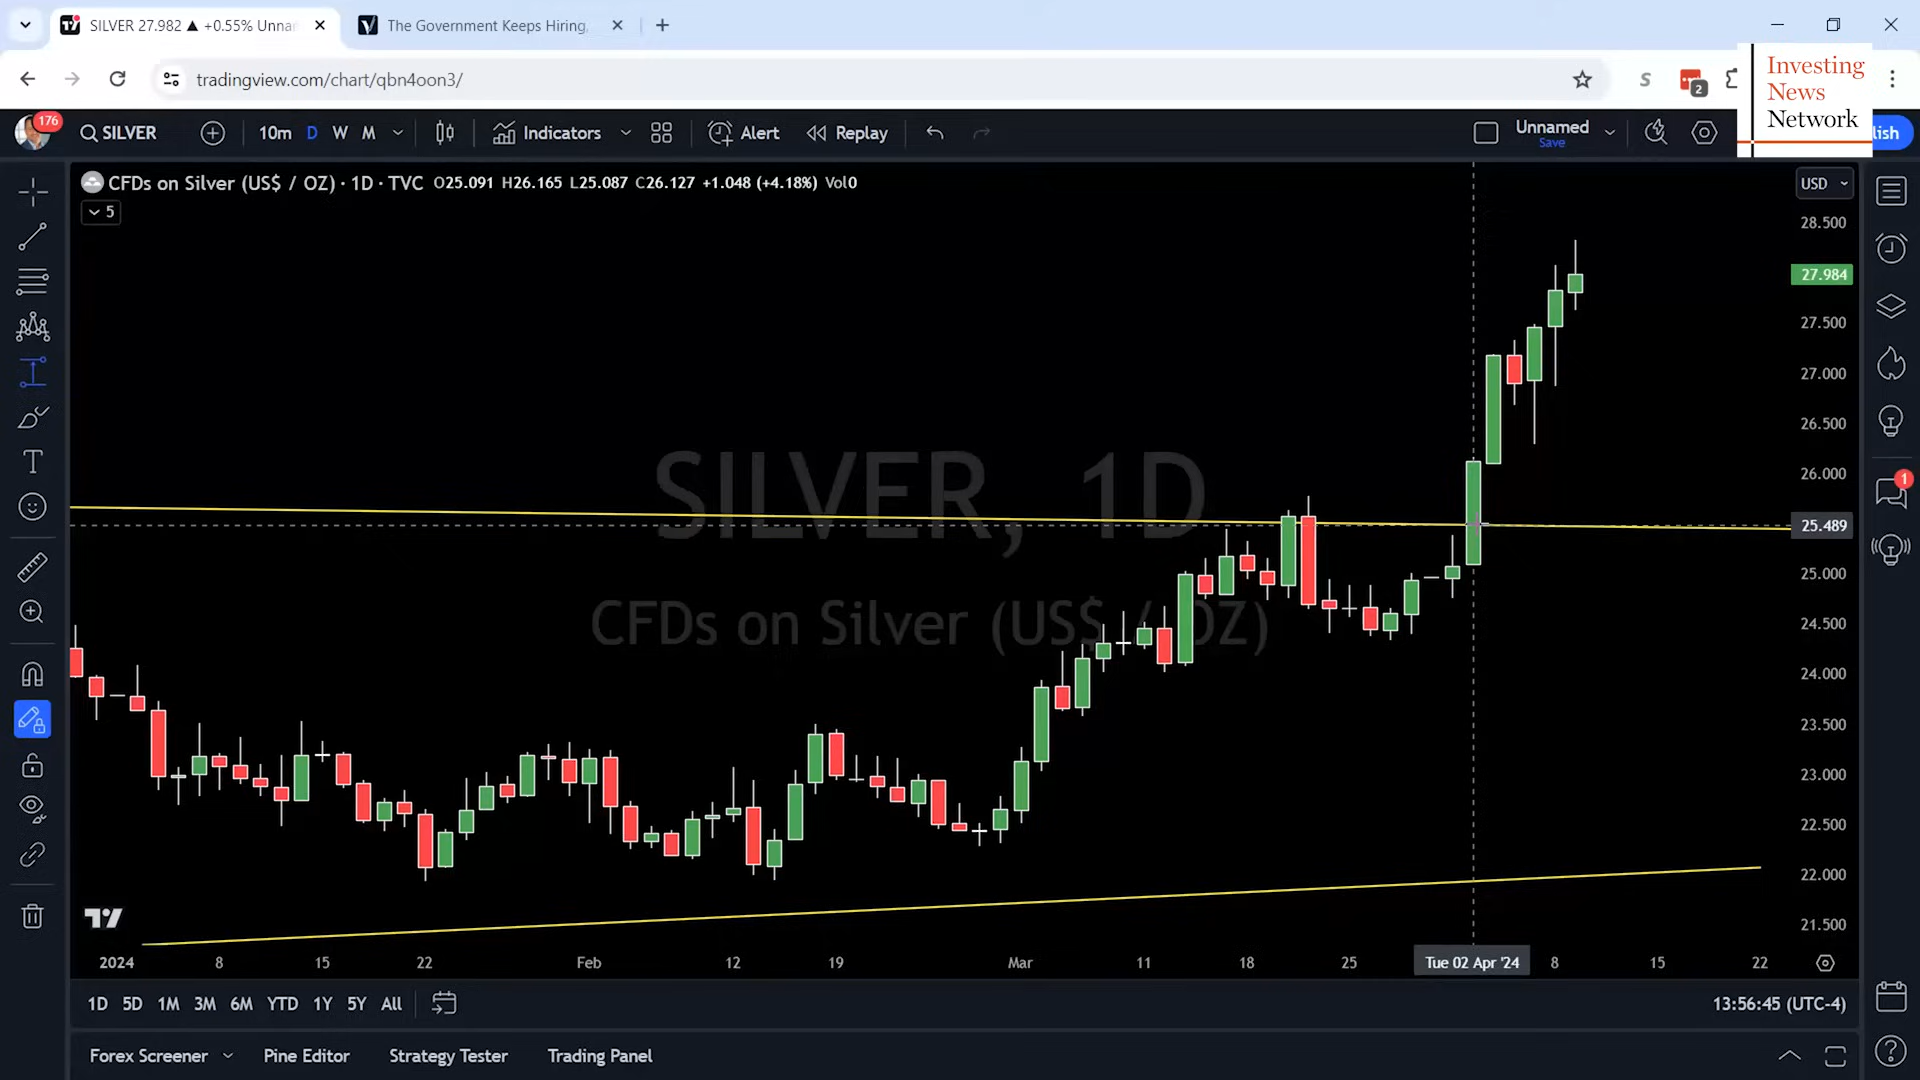 SILVER 27.982 ▲ +0.55% Unna
The Government Keeps Hiring,
tradingview.com/chart/qbn4oon3/
S
2
Investing
News
Network
176
SILVER
10m D W M
Indicators
Alert
Replay
Unnamed
Save
lish
CFDs on Silver (US$ / OZ) · 1D · TVC O25.091 H26.165 L25.087 C26.127 +1.048 (+4.18%) Vol0
5
USD
28.500
27.984
27.500
27.000
26.500
26.000
25.489
25.000
24.500
24.000
23.500
23.000
22.500
22.000
21.500
1
SILVER, 1D
CFDs on Silver (US$ / OZ)
2024 8 15 22 Feb 12 19 Mar 11 18 25 Tue 02 Apr '24 8 15 22
1D 5D 1M 3M 6M YTD 1Y 5Y All
13:56:45 (UTC-4)
Forex Screener Pine Editor Strategy Tester Trading Panel